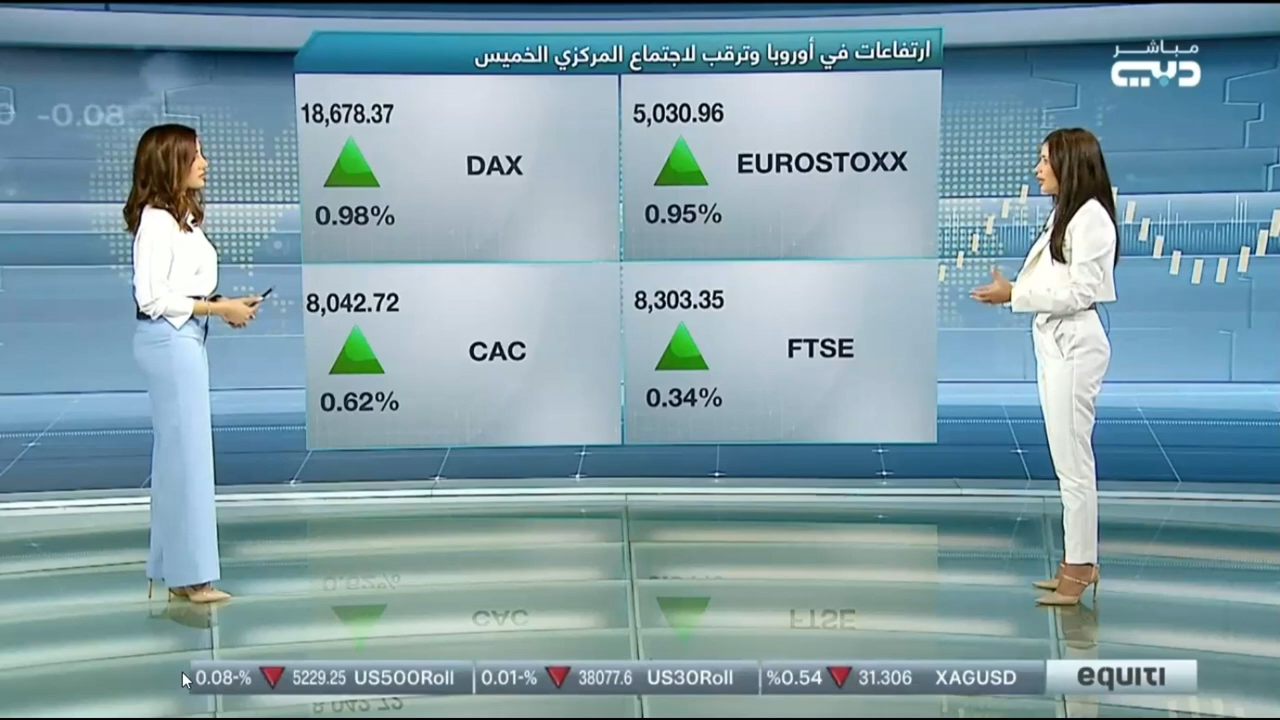 ارتفاعات في أوروبا وترقب لاجتماع المركزي الخميس
مباشر
دبي
-0.08
18,678.37
DAX
0.98%
5,030.96
EUROSTOXX
0.95%
8,042.72
CAC
0.62%
8,303.35
FTSE
0.34%
0.08-% 5229.25 US500Roll 0.01-% 38077.6 US30Roll %0.54 31.306 XAGUSD equiti